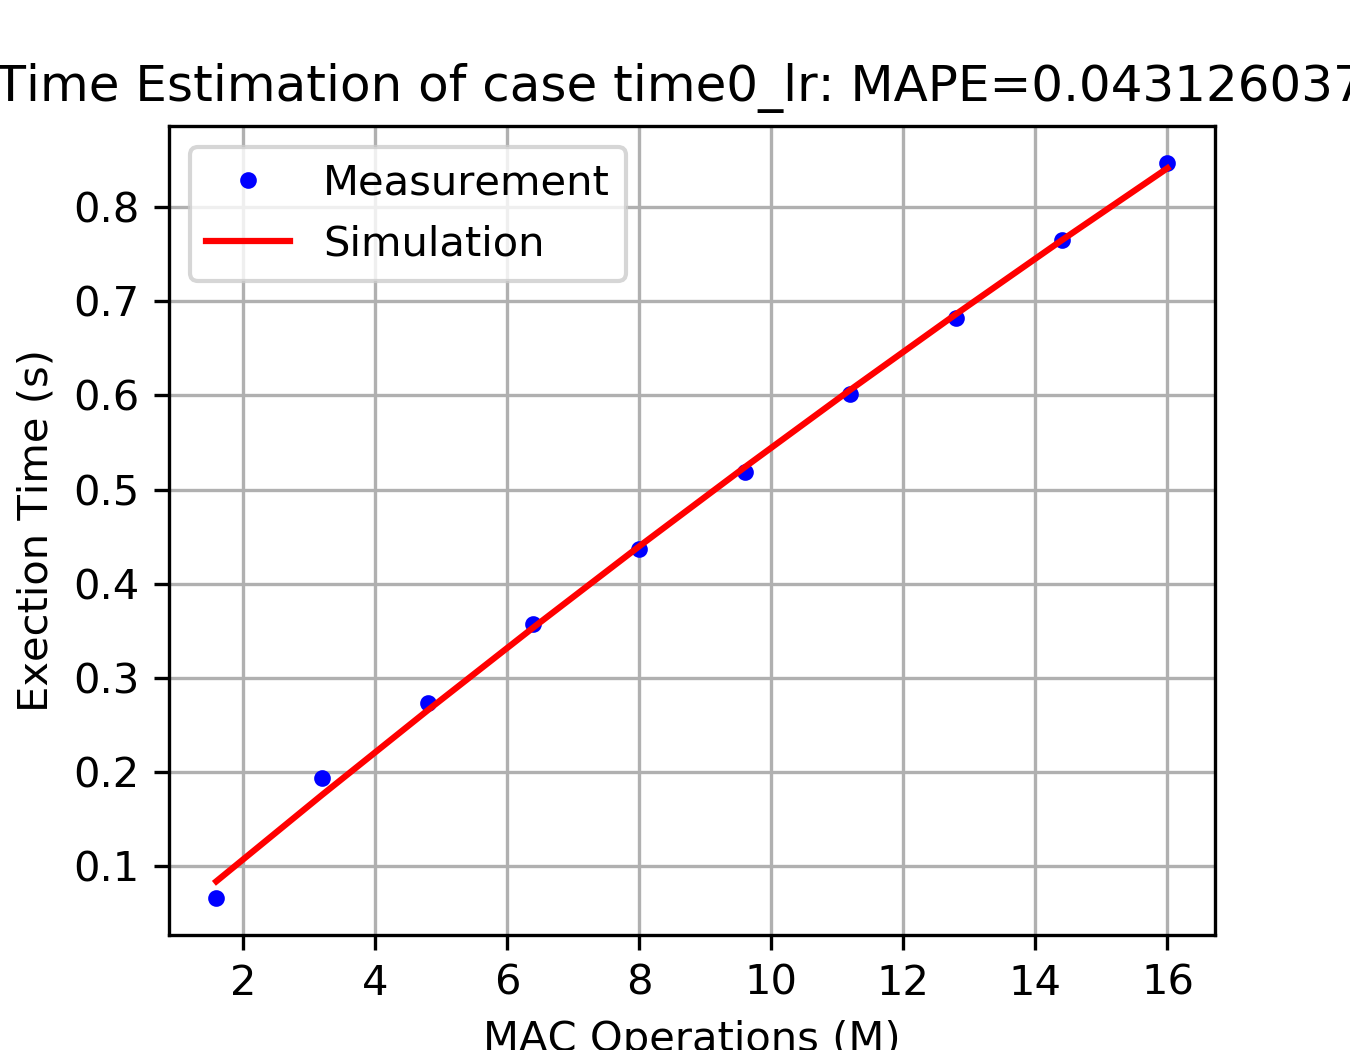 Time Estimation of case time0_lr: MAPE=0.043126037
Measurement
Simulation
0.8
0.7
0.6
0.5
0.4
0.3
0.2
0.1
Exection Time (s)
2 4 6 8 10 12 14 16
MAC Operations (M)